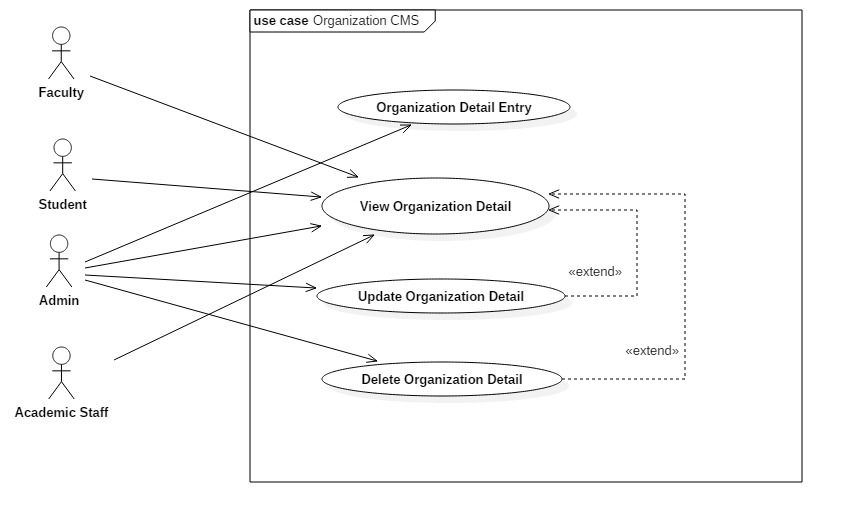 use case Organization CMS
Faculty
Organization Detail Entry
Student
View Organization Detail
Admin
«extend»
Update Organization Detail
«extend»
Delete Organization Detail
Academic Staff